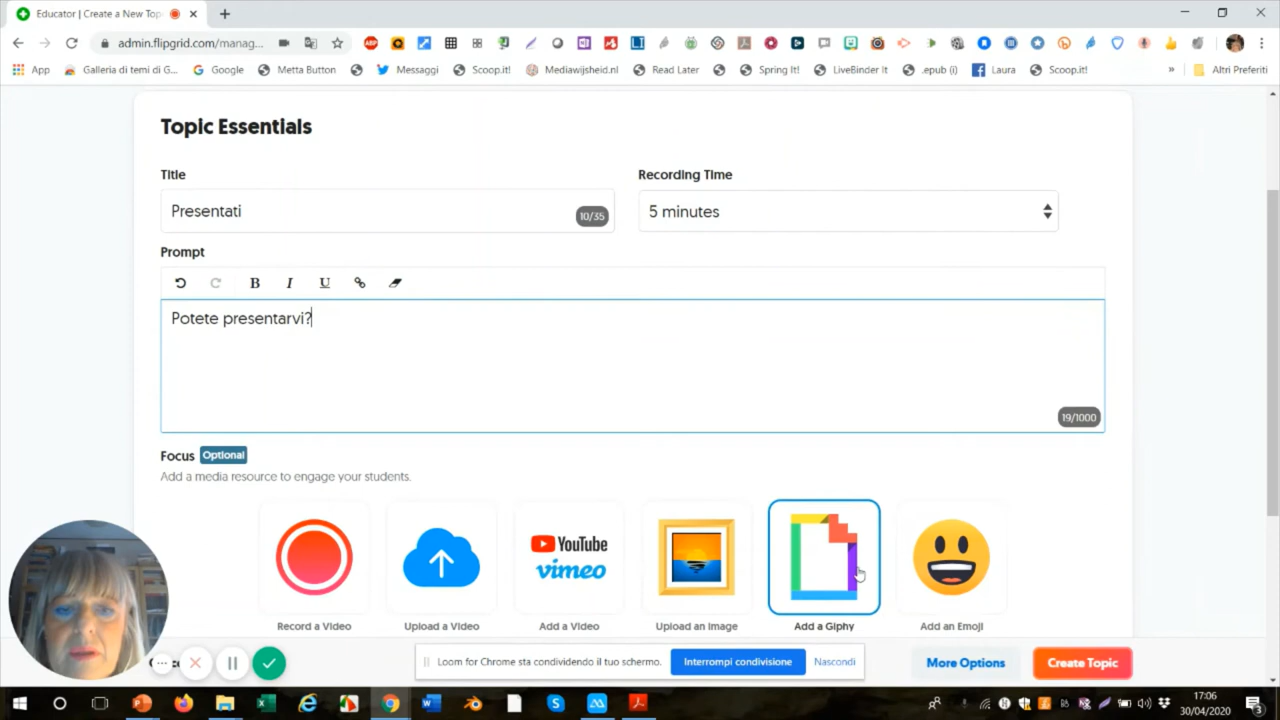 Educator | Create a New Top
admin.flipgrid.com/manag...
App
Galleria di temi di G...
Google
Metta Button
Messaggi
Scoop.it!
Mediawijsheid.nl
Read Later
Spring It!
LiveBinder It
.epub (i)
Laura
Scoop.it!
»
Altri Preferiti
Topic Essentials
Title
Recording Time
Presentati
10/35
5 minutes
Prompt
B I U
Potete presentarvi?
19/1000
Focus Optional
Add a media resource to engage your students.
YouTube
vimeo
Record a Video
Upload a Video
Add a Video
Upload an Image
Add a Giphy
Add an Emoji
Loom for Chrome sta condividendo il tuo schermo.
Interrompi condivisione
Nascondi
More Options
Create Topic
17:06
30/04/2020
3